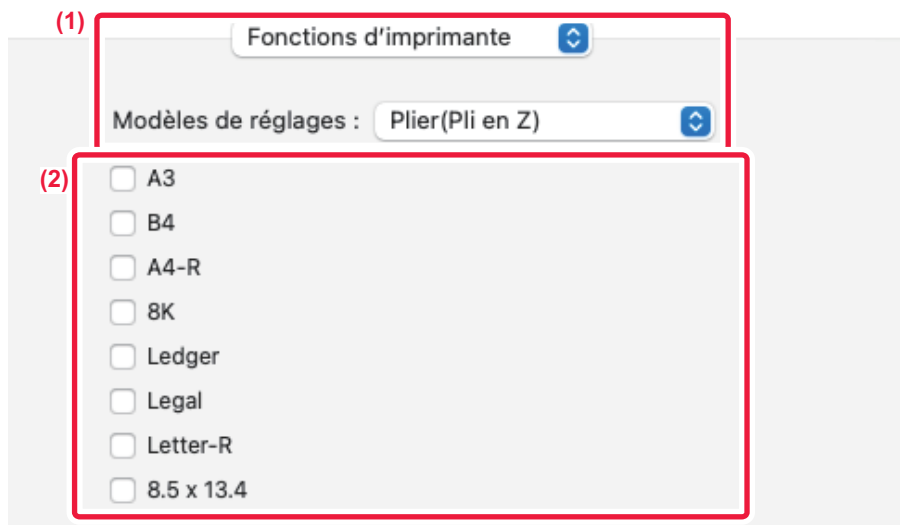 (1)
Fonctions d’imprimante
Modèles de réglages : Plier(Pli en Z)
(2)
A3
B4
A4-R
8K
Ledger
Legal
Letter-R
8.5 x 13.4